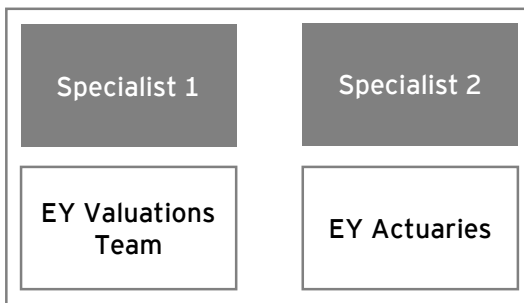 Specialist 1
Specialist 2
EY Valuations
Team
EY Actuaries